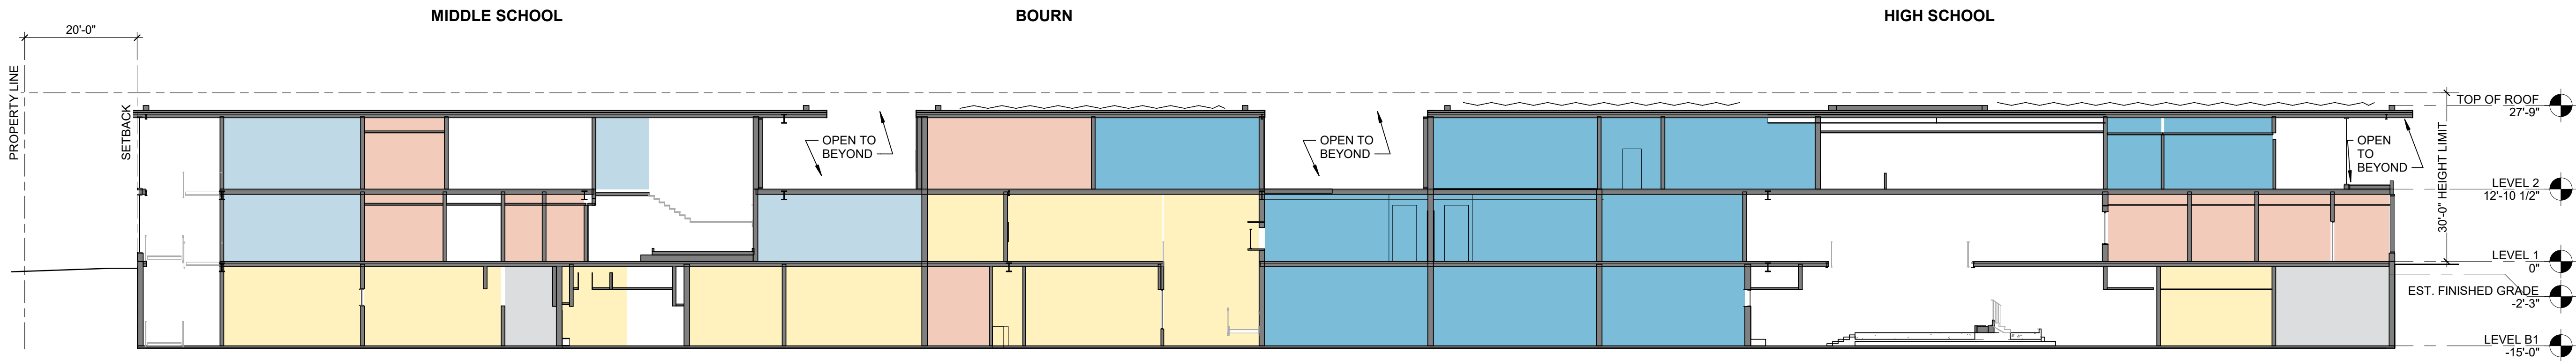 MIDDLE SCHOOL
BOURN
HIGH SCHOOL
20'-0"
PROPERTY LINE
SETBACK
OPEN TO
BEYOND
OPEN TO
BEYOND
OPEN
TO
BEYOND
30'-0" HEIGHT LIMIT
TOP OF ROOF
27'-9"
LEVEL 2
12'-10 1/2"
LEVEL 1
0"
EST. FINISHED GRADE
-2'-3"
LEVEL B1
-15'-0"